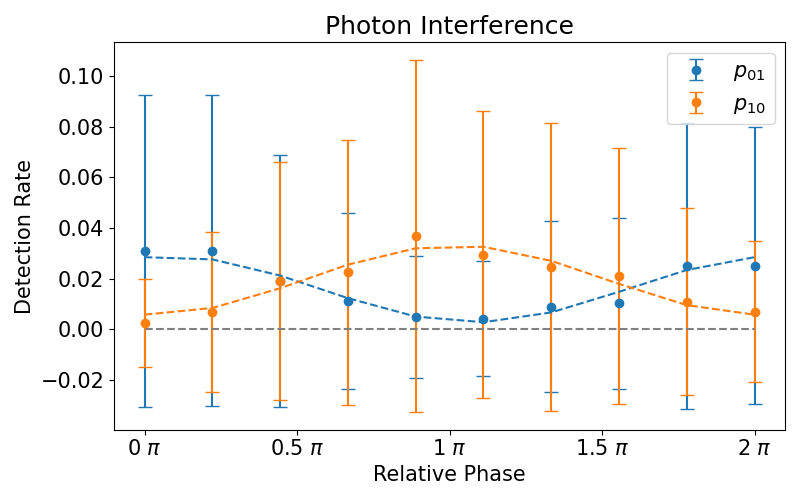 Photon Interference
p₀₁
p₁₀
Detection Rate
0.10
0.08
0.06
0.04
0.02
0.00
−0.02
0 π
0.5 π
1 π
1.5 π
2 π
Relative Phase